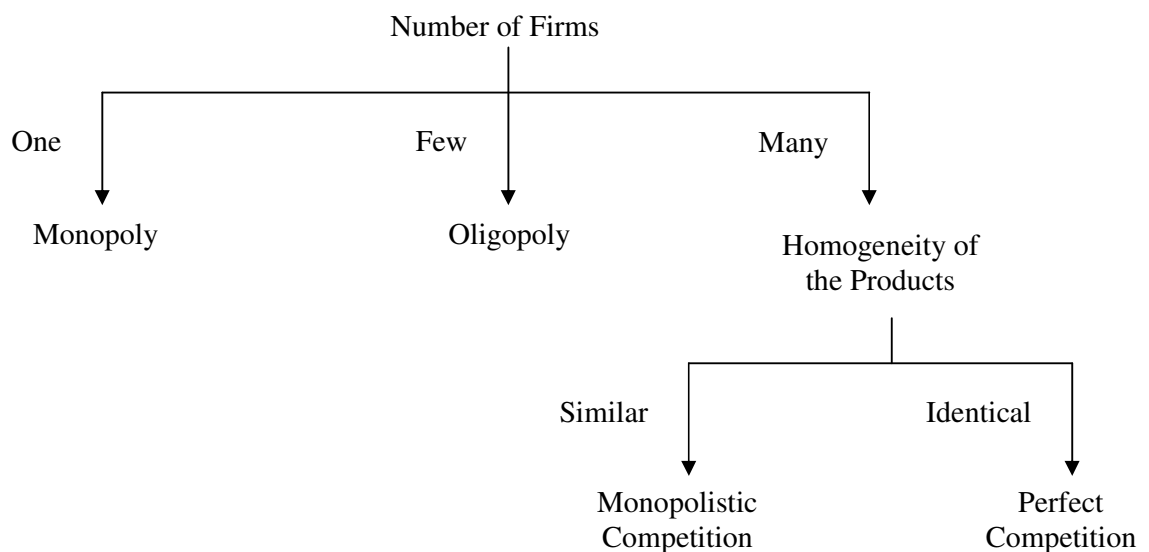 Number of Firms
One
Few
Many
Monopoly
Oligopoly
Homogeneity of
the Products
Similar
Identical
Monopolistic
Competition
Perfect
Competition